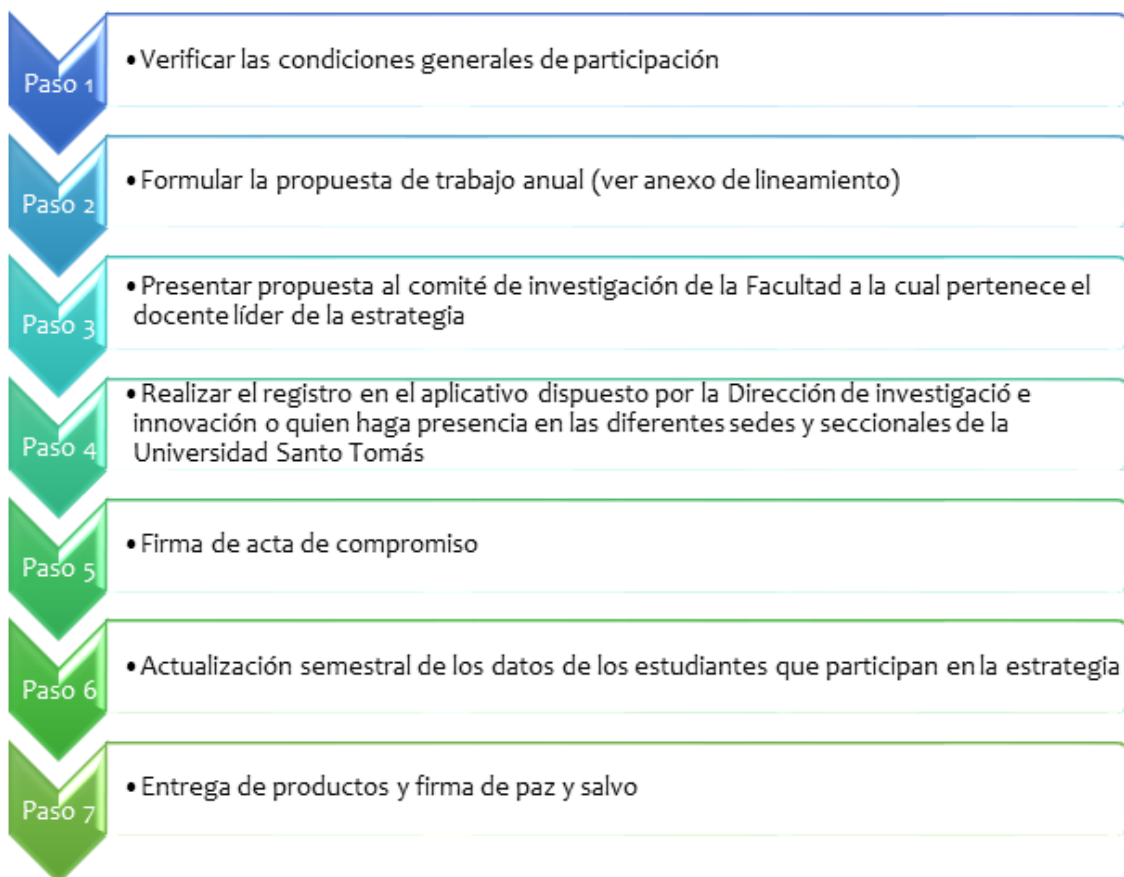 Paso 1
•Verificar las condiciones generales de participación
Paso 2
•Formular la propuesta de trabajo anual (ver anexo de lineamiento)
Paso 3
•Presentar propuesta al comité de investigación de la Facultad a la cual pertenece el
docente líder de la estrategia
Paso 4
•Realizar el registro en el aplicativo dispuesto por la Dirección de investigació e
innovación o quien haga presencia en las diferentes sedes y seccionales de la
Universidad Santo Tomás
Paso 5
•Firma de acta de compromiso
Paso 6
•Actualización semestral de los datos de los estudiantes que participan en la estrategia
Paso 7
•Entrega de productos y firma de paz y salvo